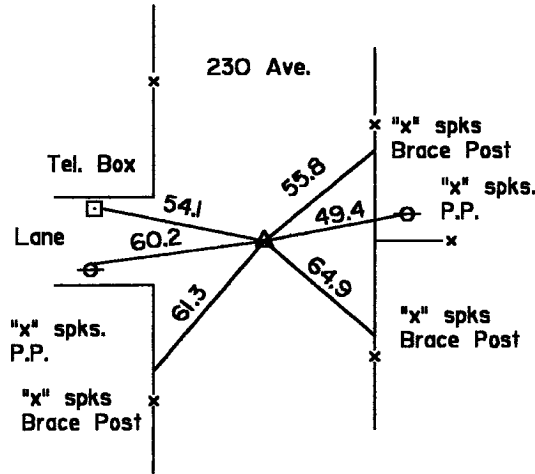 230 Ave.
"x" spks
Brace Post
Tel. Box
55.8
"x" spks.
P.P.
54.1
49.4
Lane
60.2
64.9
61.3
"x" spks.
P.P.
"x" spks
Brace Post
"x" spks
Brace Post